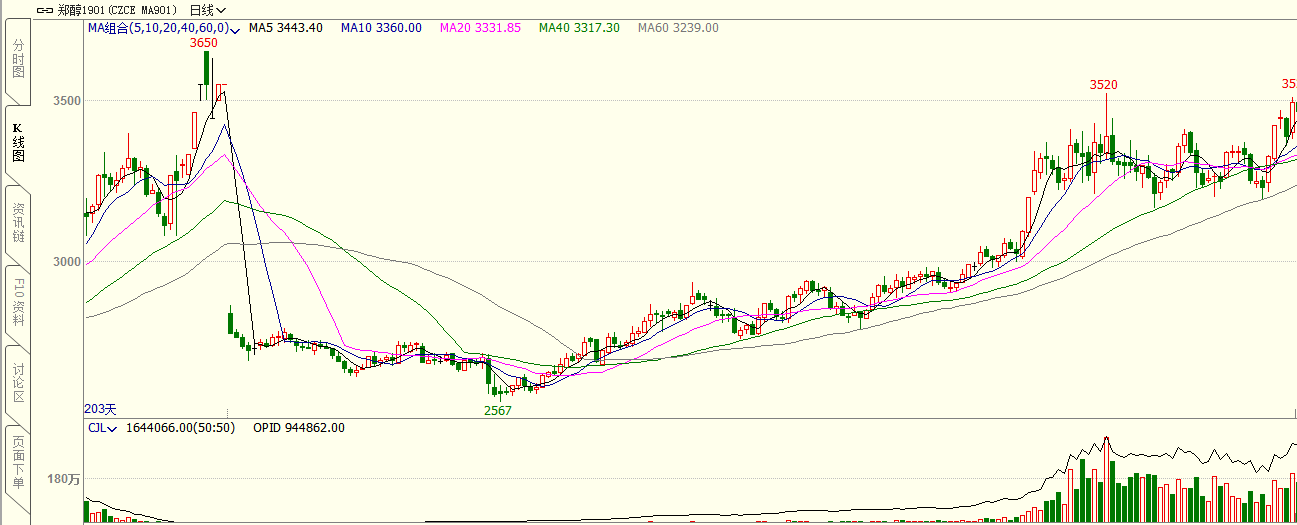 郑醇1901(CZCE MA901) 日线
MA组合(5,10,20,40,60,0) MA5 3443.40 MA10 3360.00 MA20 3331.85 MA40 3317.30 MA60 3239.00
3650
3520
35
3500
3000
2567
203天
CJL 1644066.00(50:50) OPID 944862.00
180万
分时图
K线图
资讯链
F10资料
讨论区
页面下单